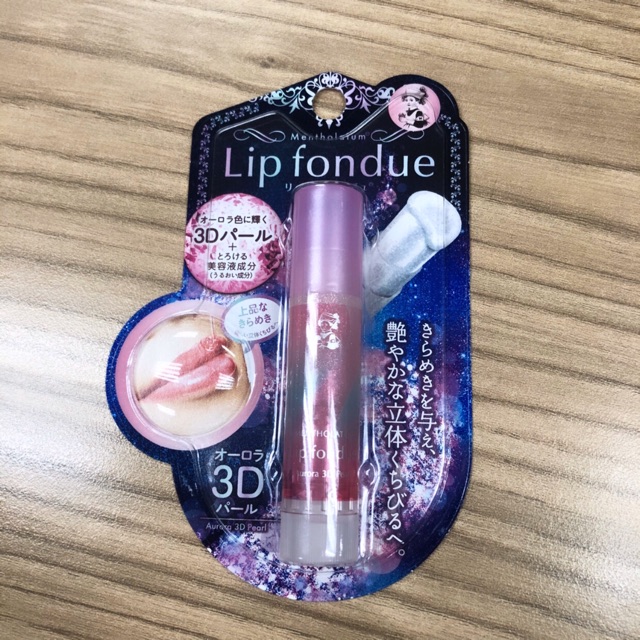 Mentholatum
Lip fondue
オーロラ色に輝く
3Dパール
+
とろける
美容液成分
(うるおい成分)
上品な
きらめき
きらめきを与え、
艶やかな立体くちびるへ。
オーロラ
3D
パール
Aurora 3D Pearl